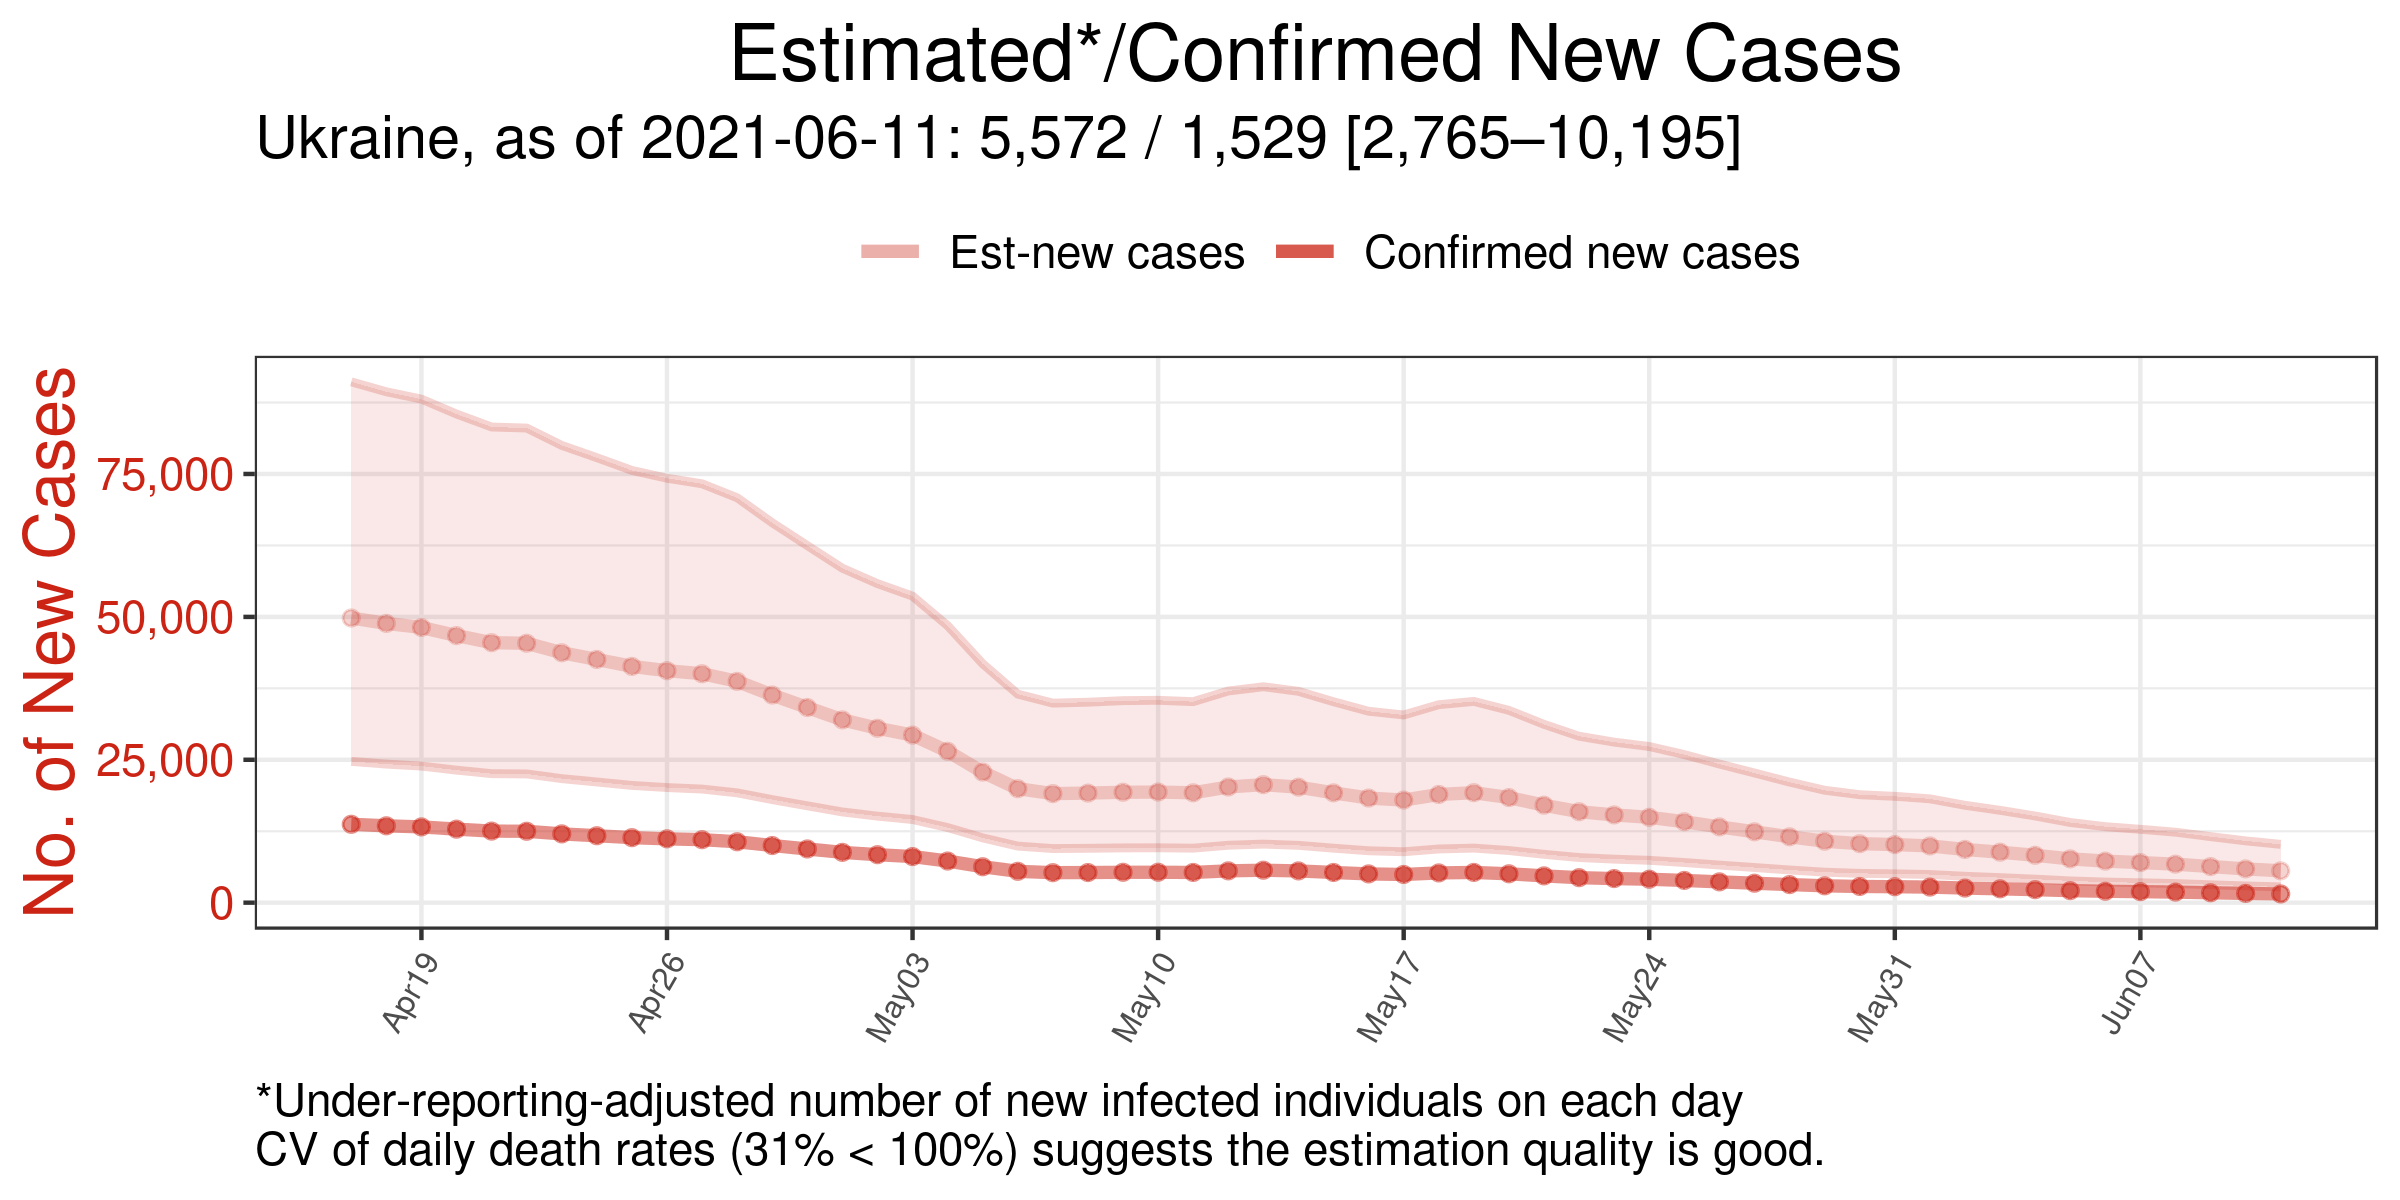 Estimated*/Confirmed New Cases
Ukraine, as of 2021-06-11: 5,572 / 1,529 [2,765–10,195]
Est-new cases
Confirmed new cases
No. of New Cases
75,000
50,000
25,000
0
Apr19
Apr26
May03
May10
May17
May24
May31
Jun07
*Under-reporting-adjusted number of new infected individuals on each day
CV of daily death rates (31% < 100%) suggests the estimation quality is good.